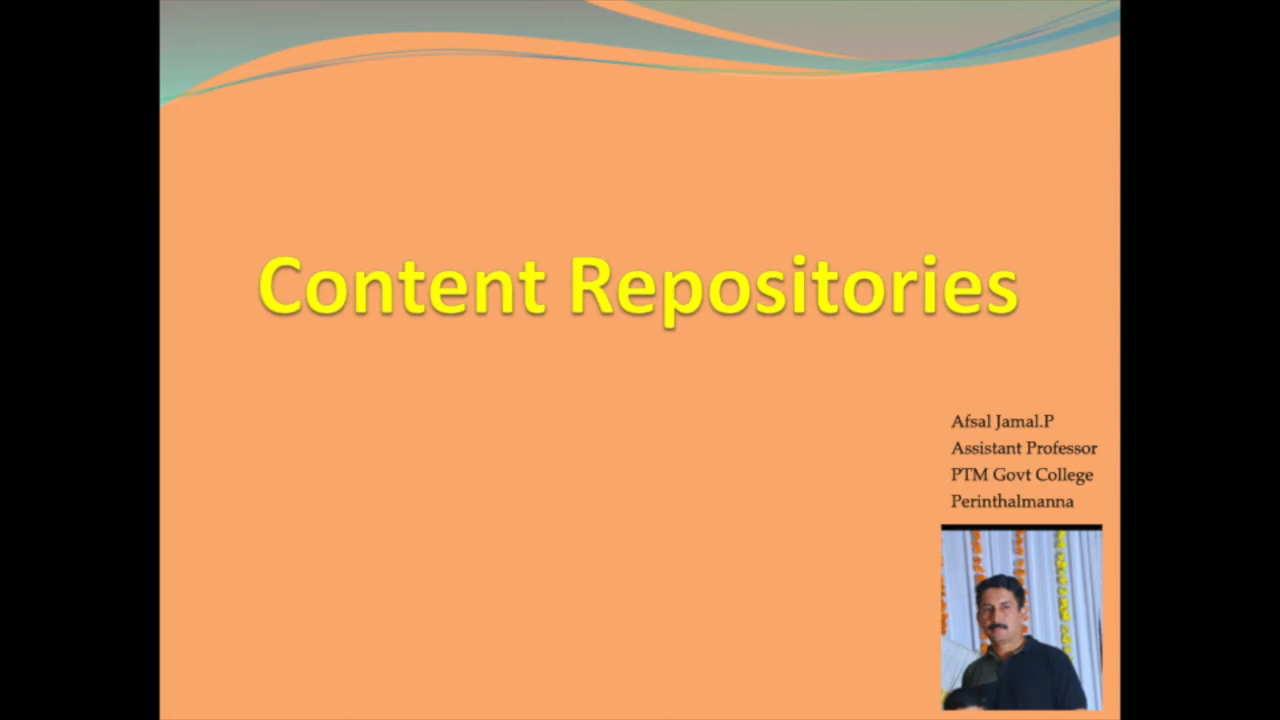 Content Repositories
Afsal Jamal.P
Assistant Professor
PTM Govt College
Perinthalmanna